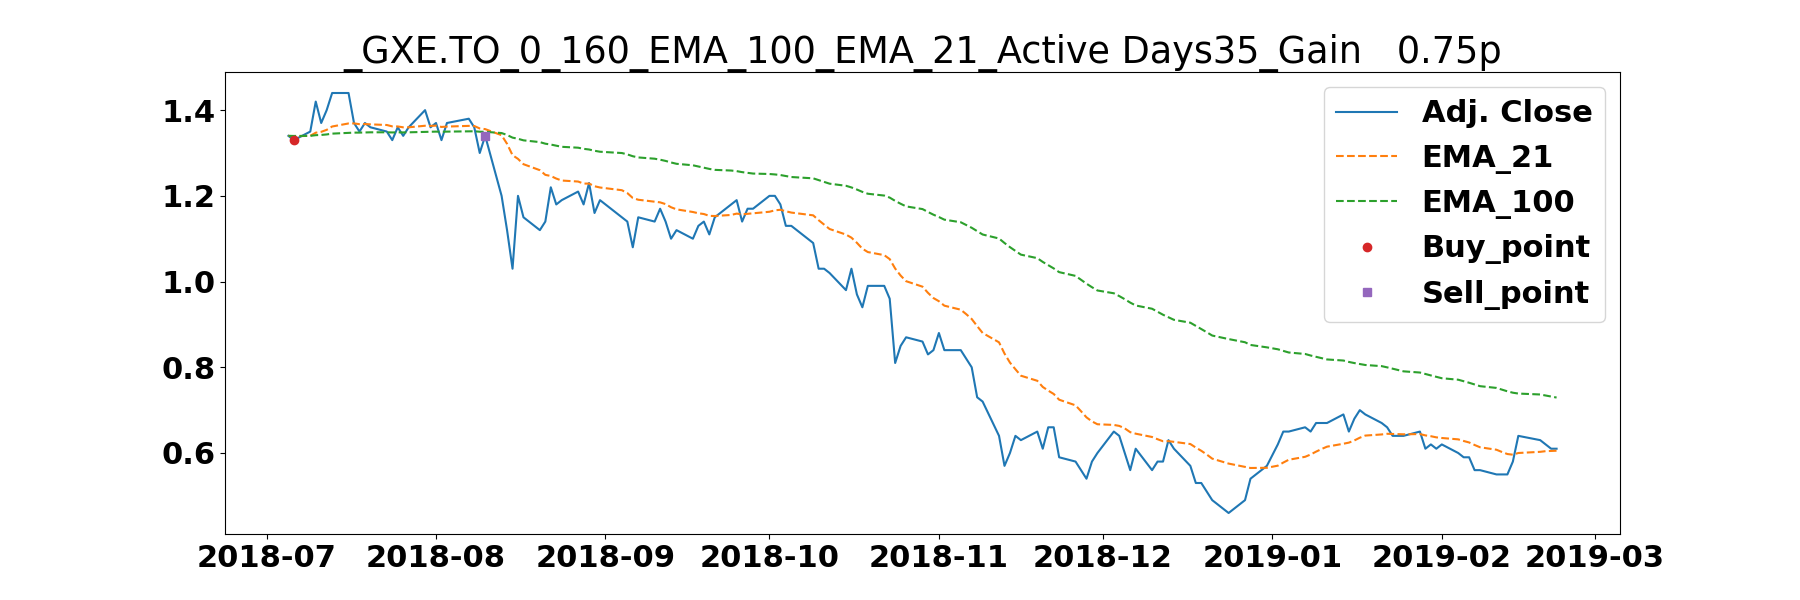 _GXE.TO_0_160_EMA_100_EMA_21_Active Days35_Gain   0.75p
1.4
1.2
1.0
0.8
0.6
Adj. Close
EMA_21
EMA_100
Buy_point
Sell_point
2018-07 2018-08 2018-09 2018-10 2018-11 2018-12 2019-01 2019-02 2019-03